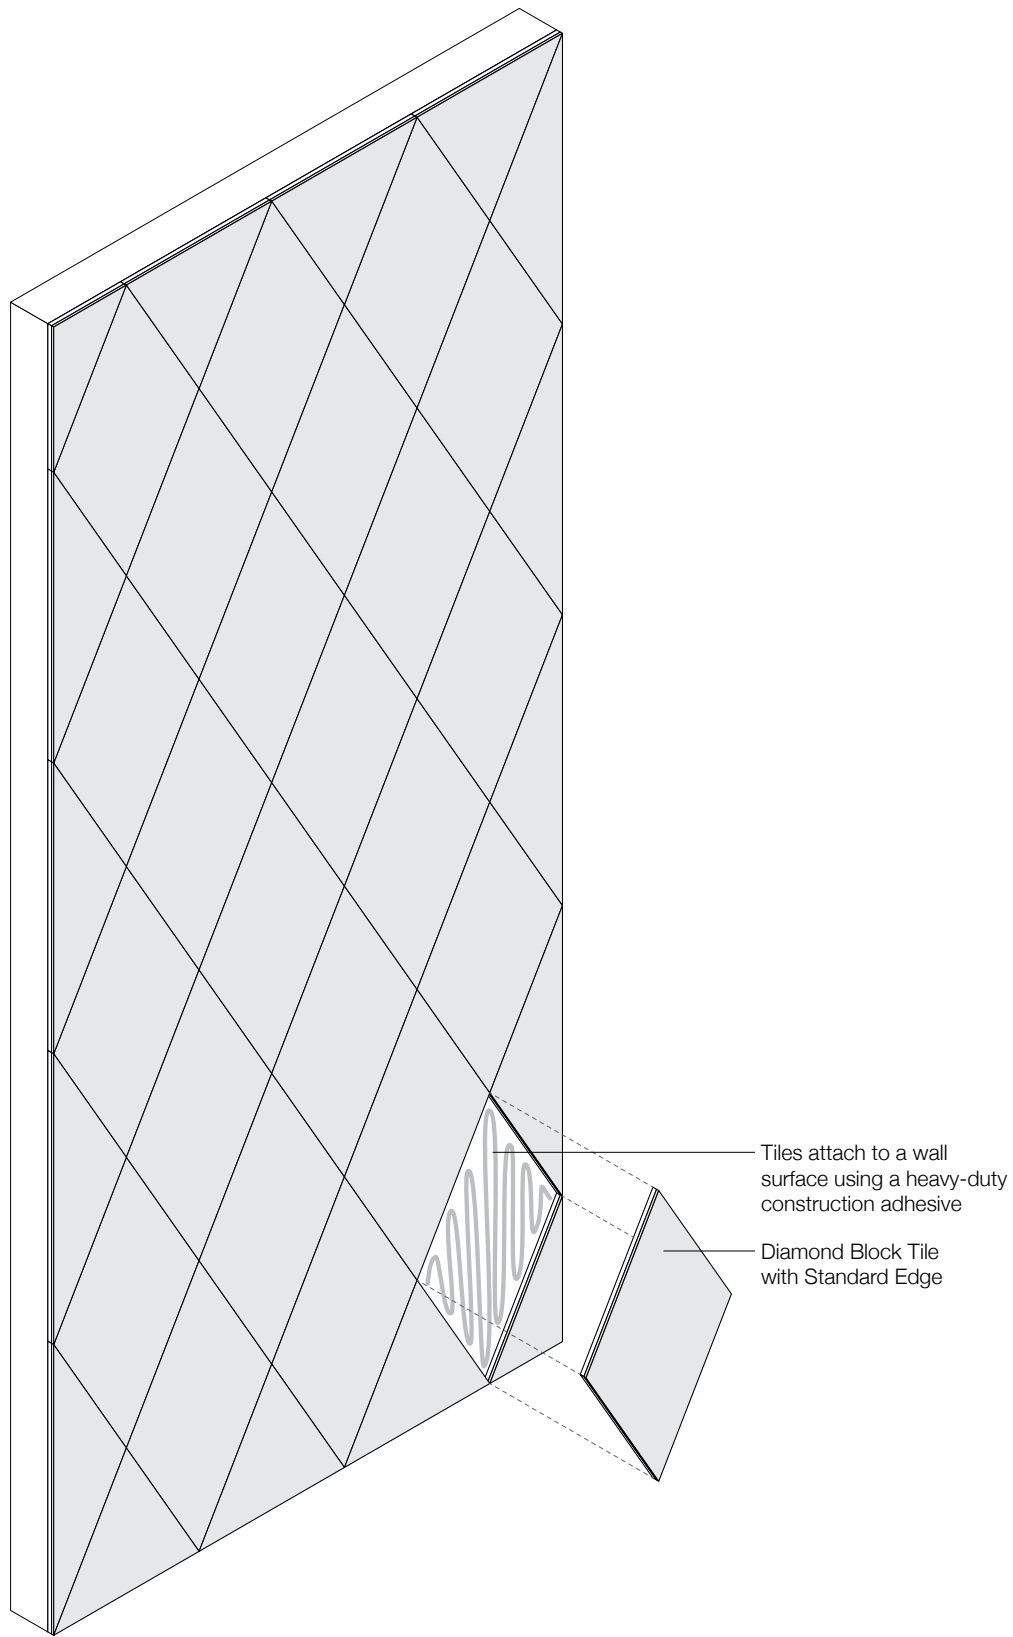 Tiles attach to a wall
surface using a heavy-duty
construction adhesive
Diamond Block Tile
with Standard Edge